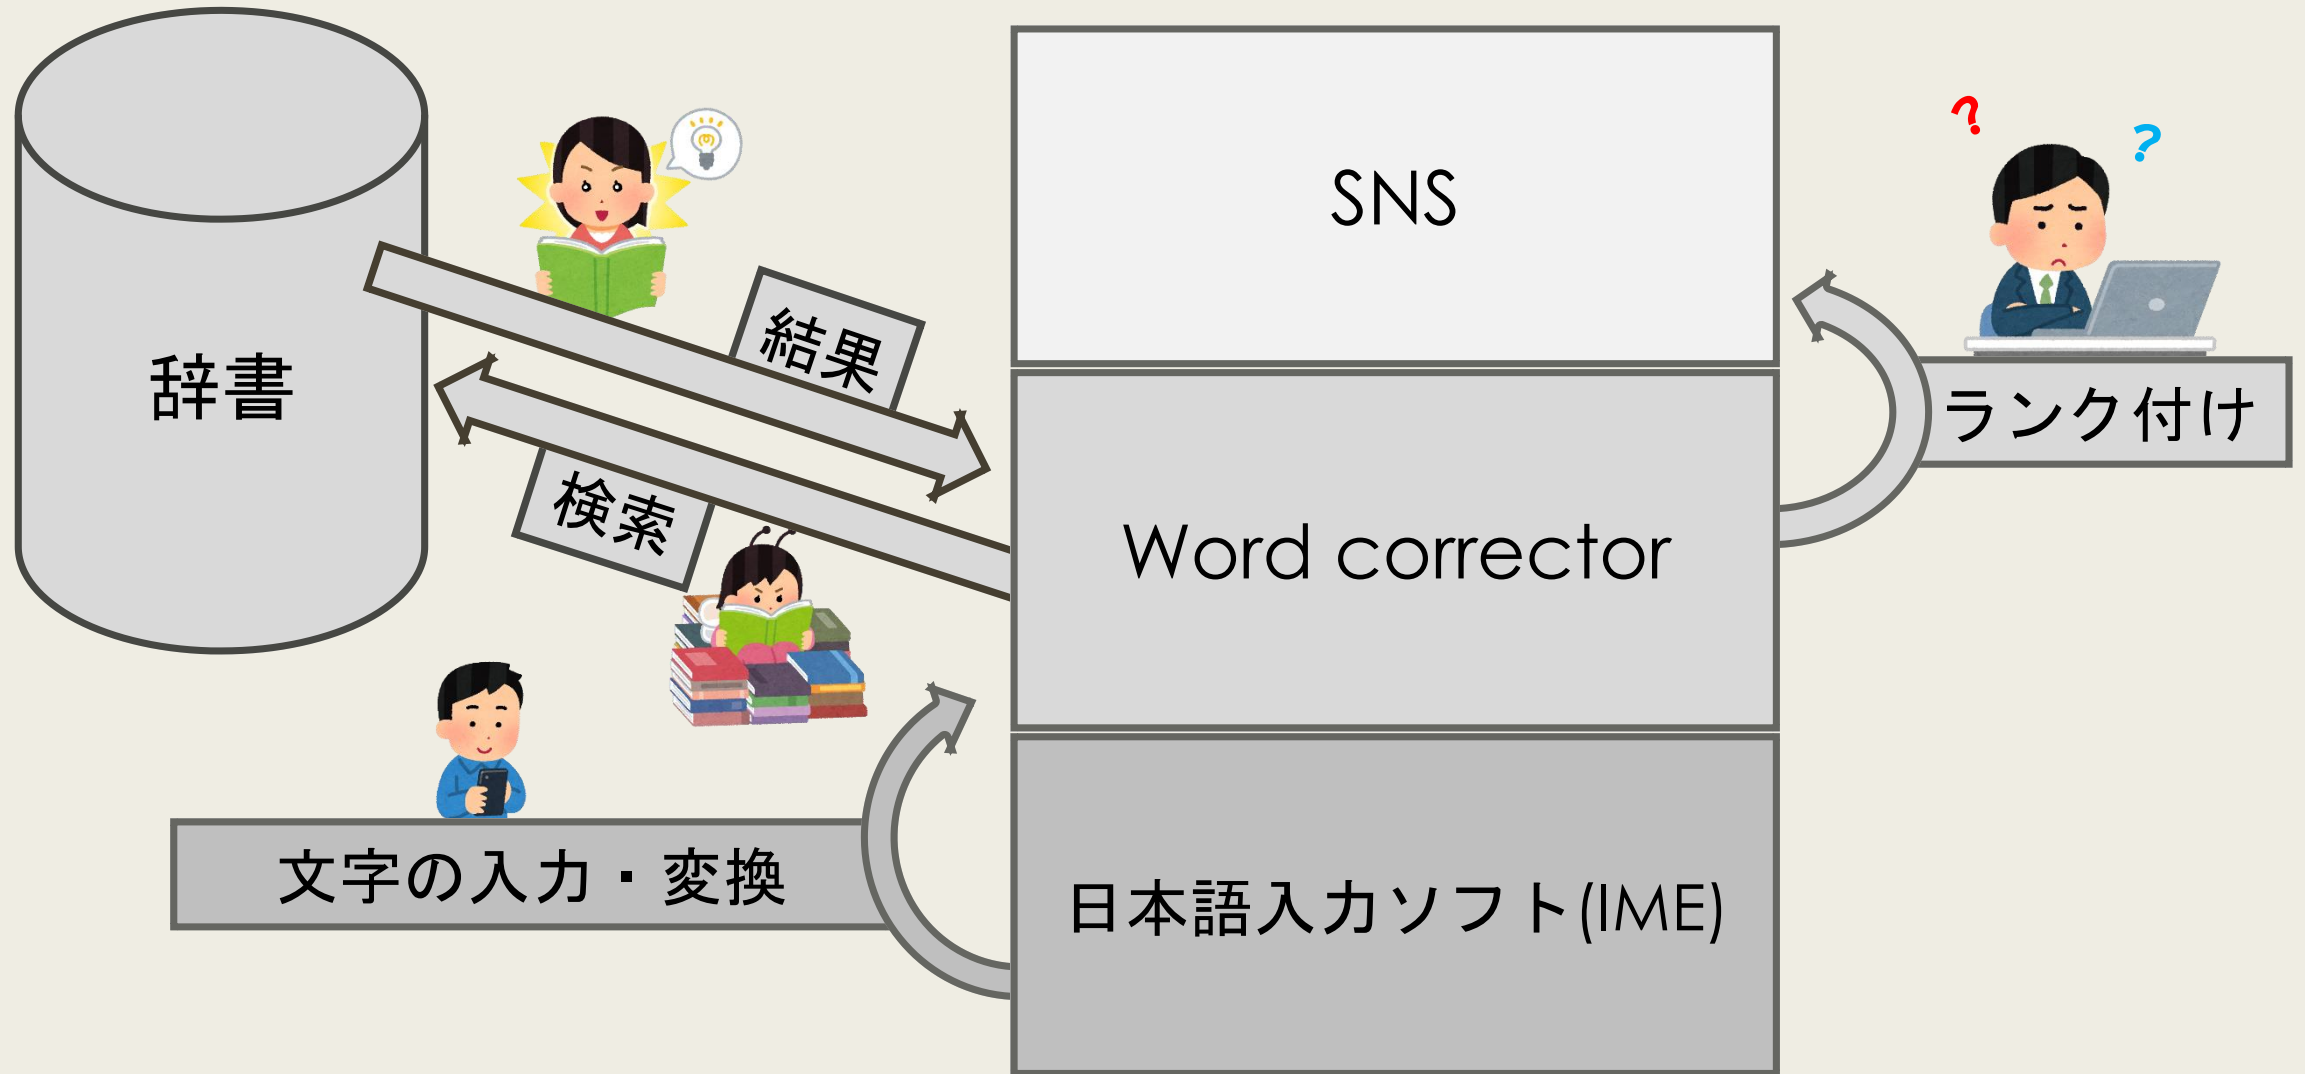 SNS
?
?
結果
辞書
ランク付け
検索
Word corrector
文字の入力・変換
日本語入力ソフト(IME)